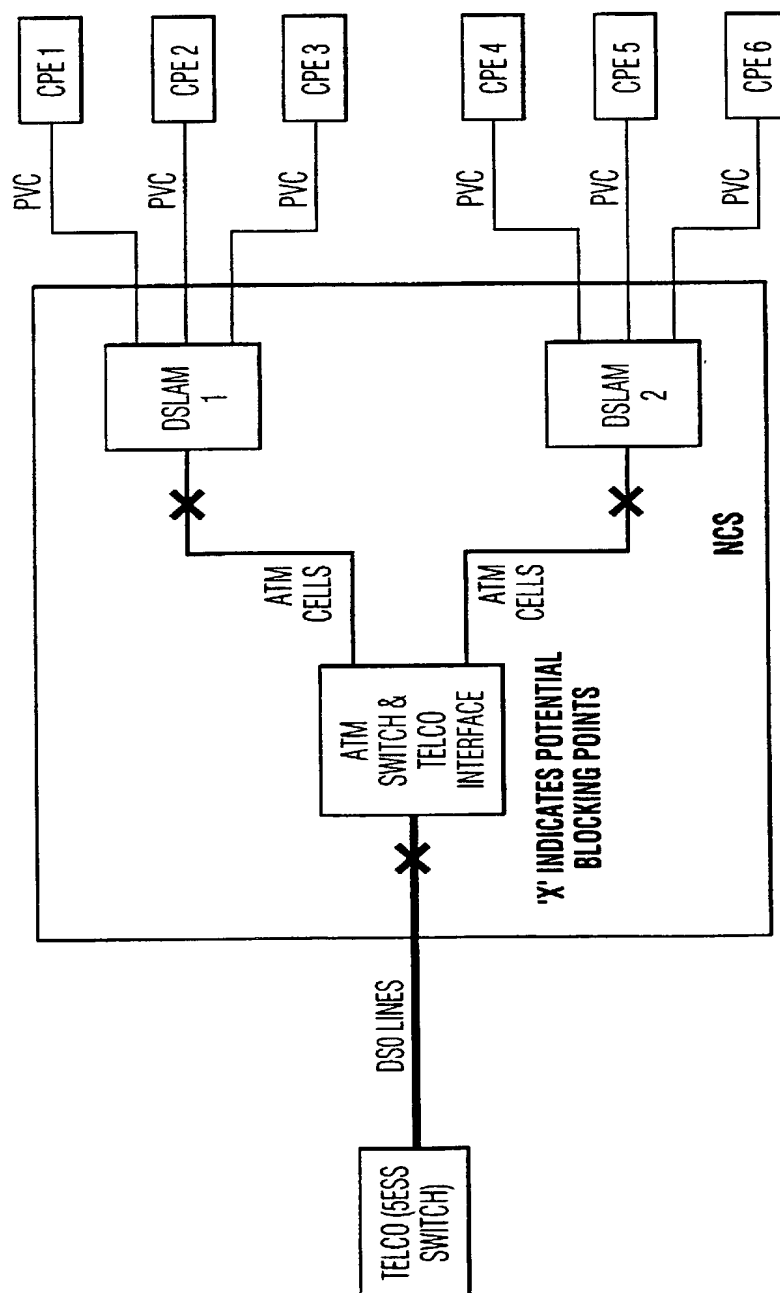 CPE 1
CPE 2
CPE 3
CPE 4
CPE 5
CPE 6
PVC
PVC
PVC
PVC
PVC
PVC
DSLAM
1
DSLAM
2
ATM
CELLS
ATM
CELLS
NCS
ATM
SWITCH &
TELCO
INTERFACE
'X' INDICATES POTENTIAL
BLOCKING POINTS
DS0 LINES
TELCO (5ESS
SWITCH)